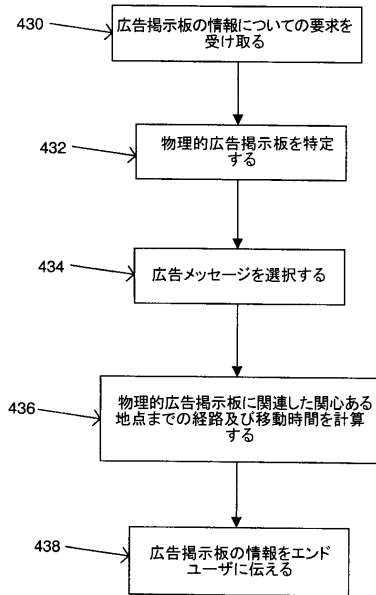 430
広告掲示板の情報についての要求を
受け取る
432
物理的広告掲示板を特定
する
434
広告メッセージを選択する
436
物理的広告掲示板に関連した関心ある
地点までの経路及び移動時間を計算
する
438
広告掲示板の情報をエンド
ユーザに伝える